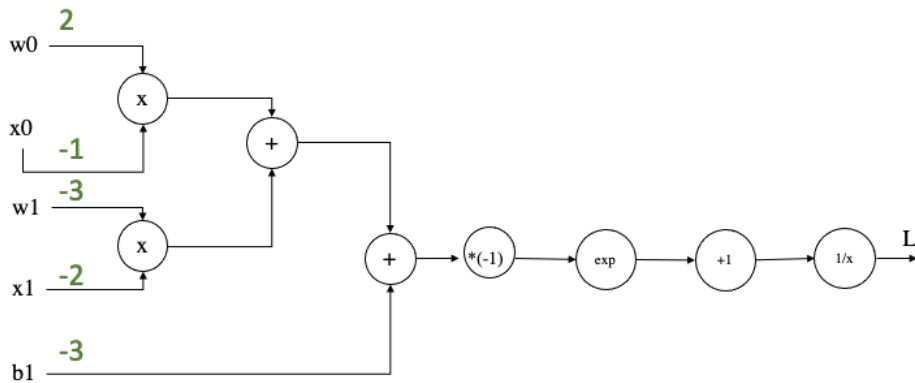 2
w0
x
x0
-1
+
-3
w1
x
-2
x1
+
*(-1)
exp
+1
1/x
L
-3
b1